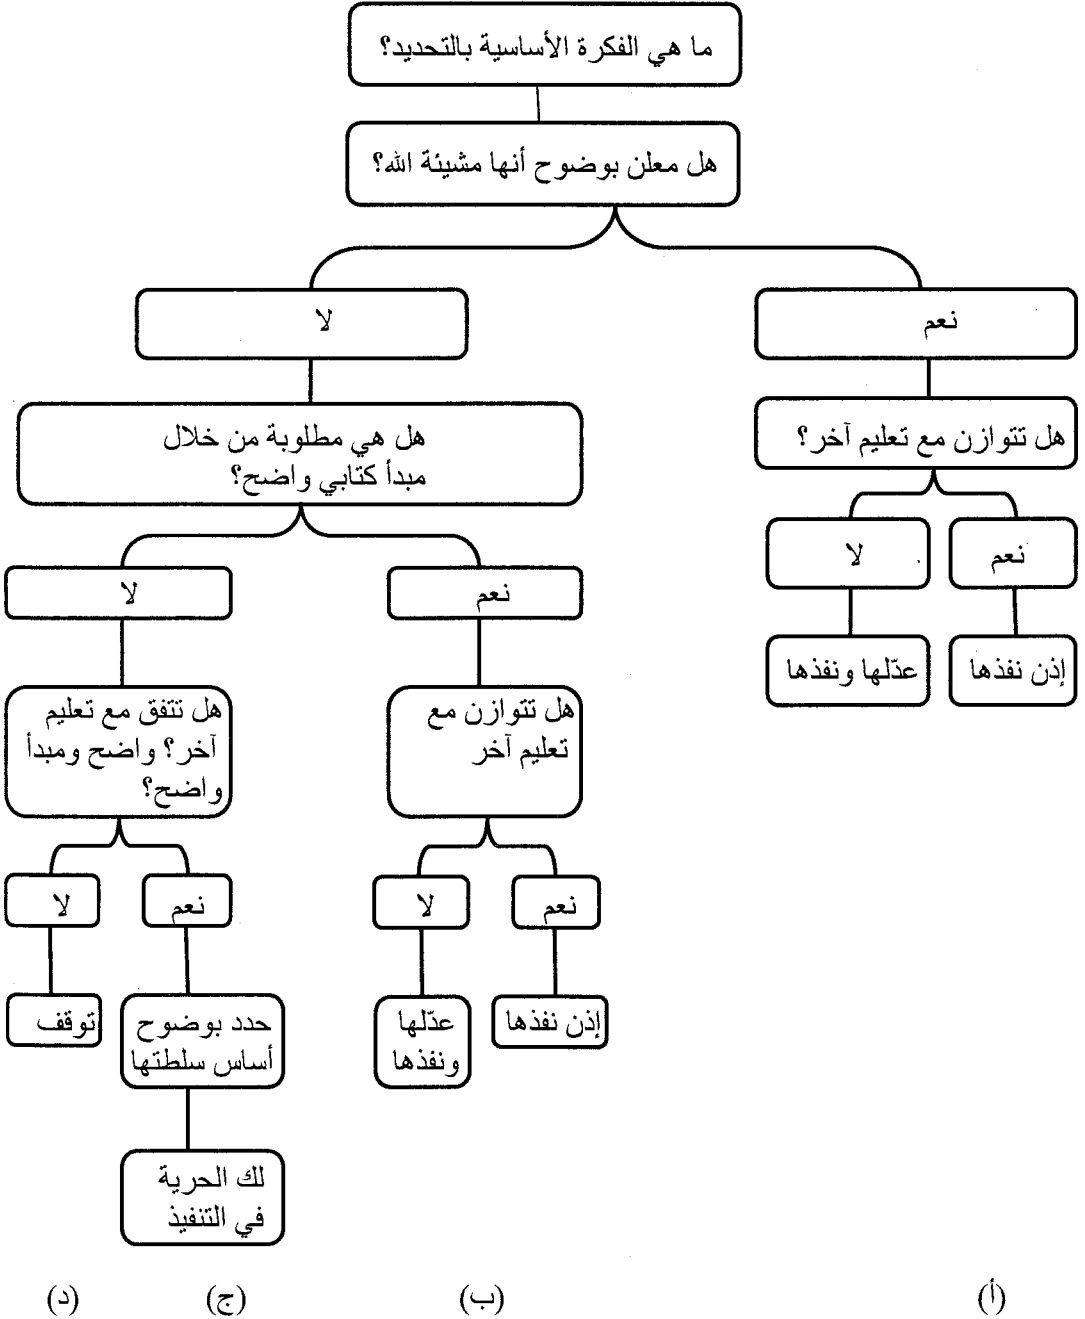 ما هي الفكرة الأساسية بالتحديد؟
هل معلن بوضوح أنها مشيئة الله؟
نعم
لا
هل تتوازن مع تعليم آخر؟
هل هي مطلوبة من خلال
مبدأ كتابي واضح؟
نعم
لا
نعم
لا
إذن نفذها
عدّلها ونفذها
هل تتوازن مع
تعليم آخر
هل تتفق مع تعليم
آخر؟ واضح ومبدأ
واضح؟
نعم
لا
نعم
لا
إذن نفذها
عدّلها
ونفذها
حدد بوضوح
أساس سلطتها
توقف
لك الحرية
في التنفيذ
(أ)
(ب)
(ج)
(د)